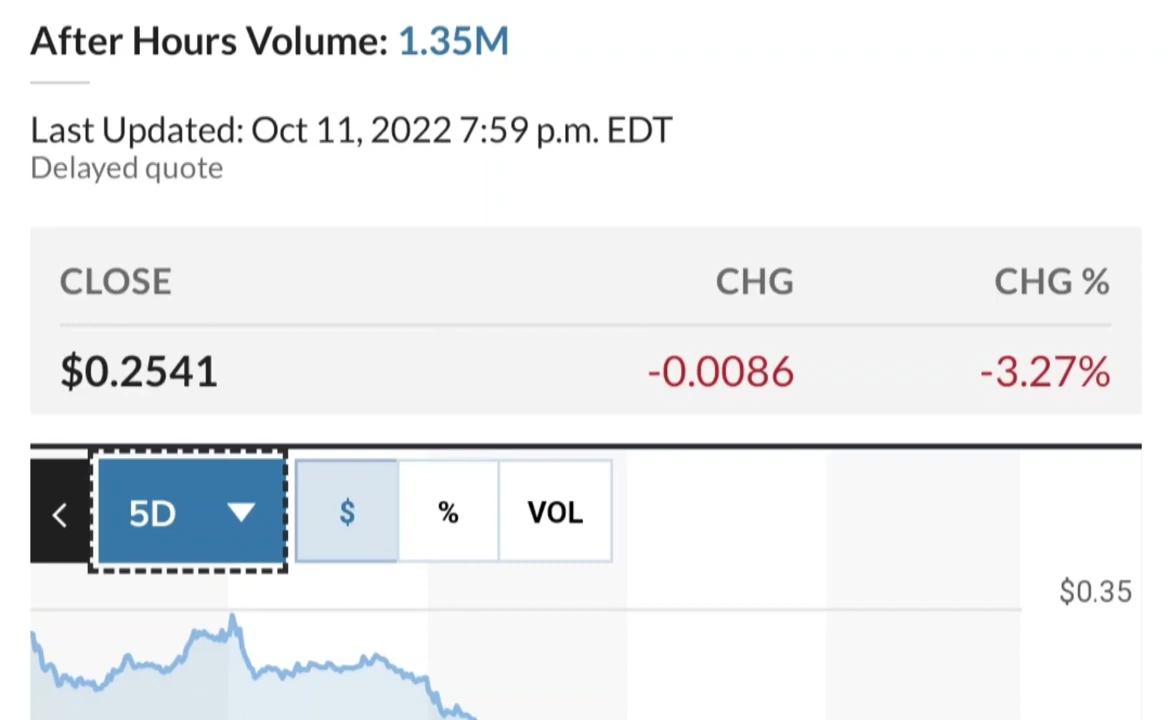 After Hours Volume: 1.35M
Last Updated: Oct 11, 2022 7:59 p.m. EDT
Delayed quote
CLOSE CHG CHG %
$0.2541 -0.0086 -3.27%
5D $ % VOL
$0.35